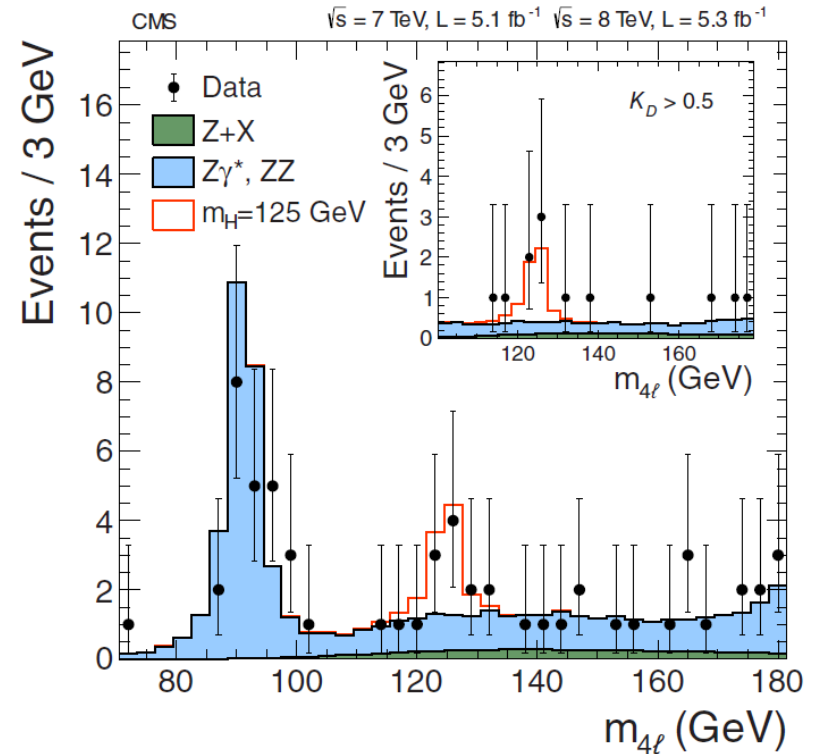 CMS
√s = 7 TeV, L = 5.1 fb⁻¹ √s = 8 TeV, L = 5.3 fb⁻¹
Events / 3 GeV
16
14
12
10
8
6
4
2
0
Data
Z+X
Zγ*, ZZ
m_H=125 GeV
Events / 3 GeV
6
5
4
3
2
1
0
K_D > 0.5
120 140 160
m_4ℓ (GeV)
80 100 120 140 160 180
m_4ℓ (GeV)